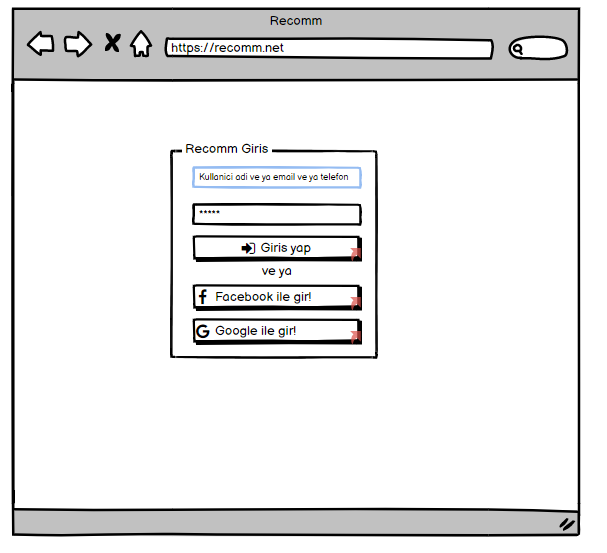 Recomm
https://recomm.net
Recomm Giris
Kullanici adi ve ya email ve ya telefon
*****
Giris yap
ve ya
Facebook ile gir!
Google ile gir!